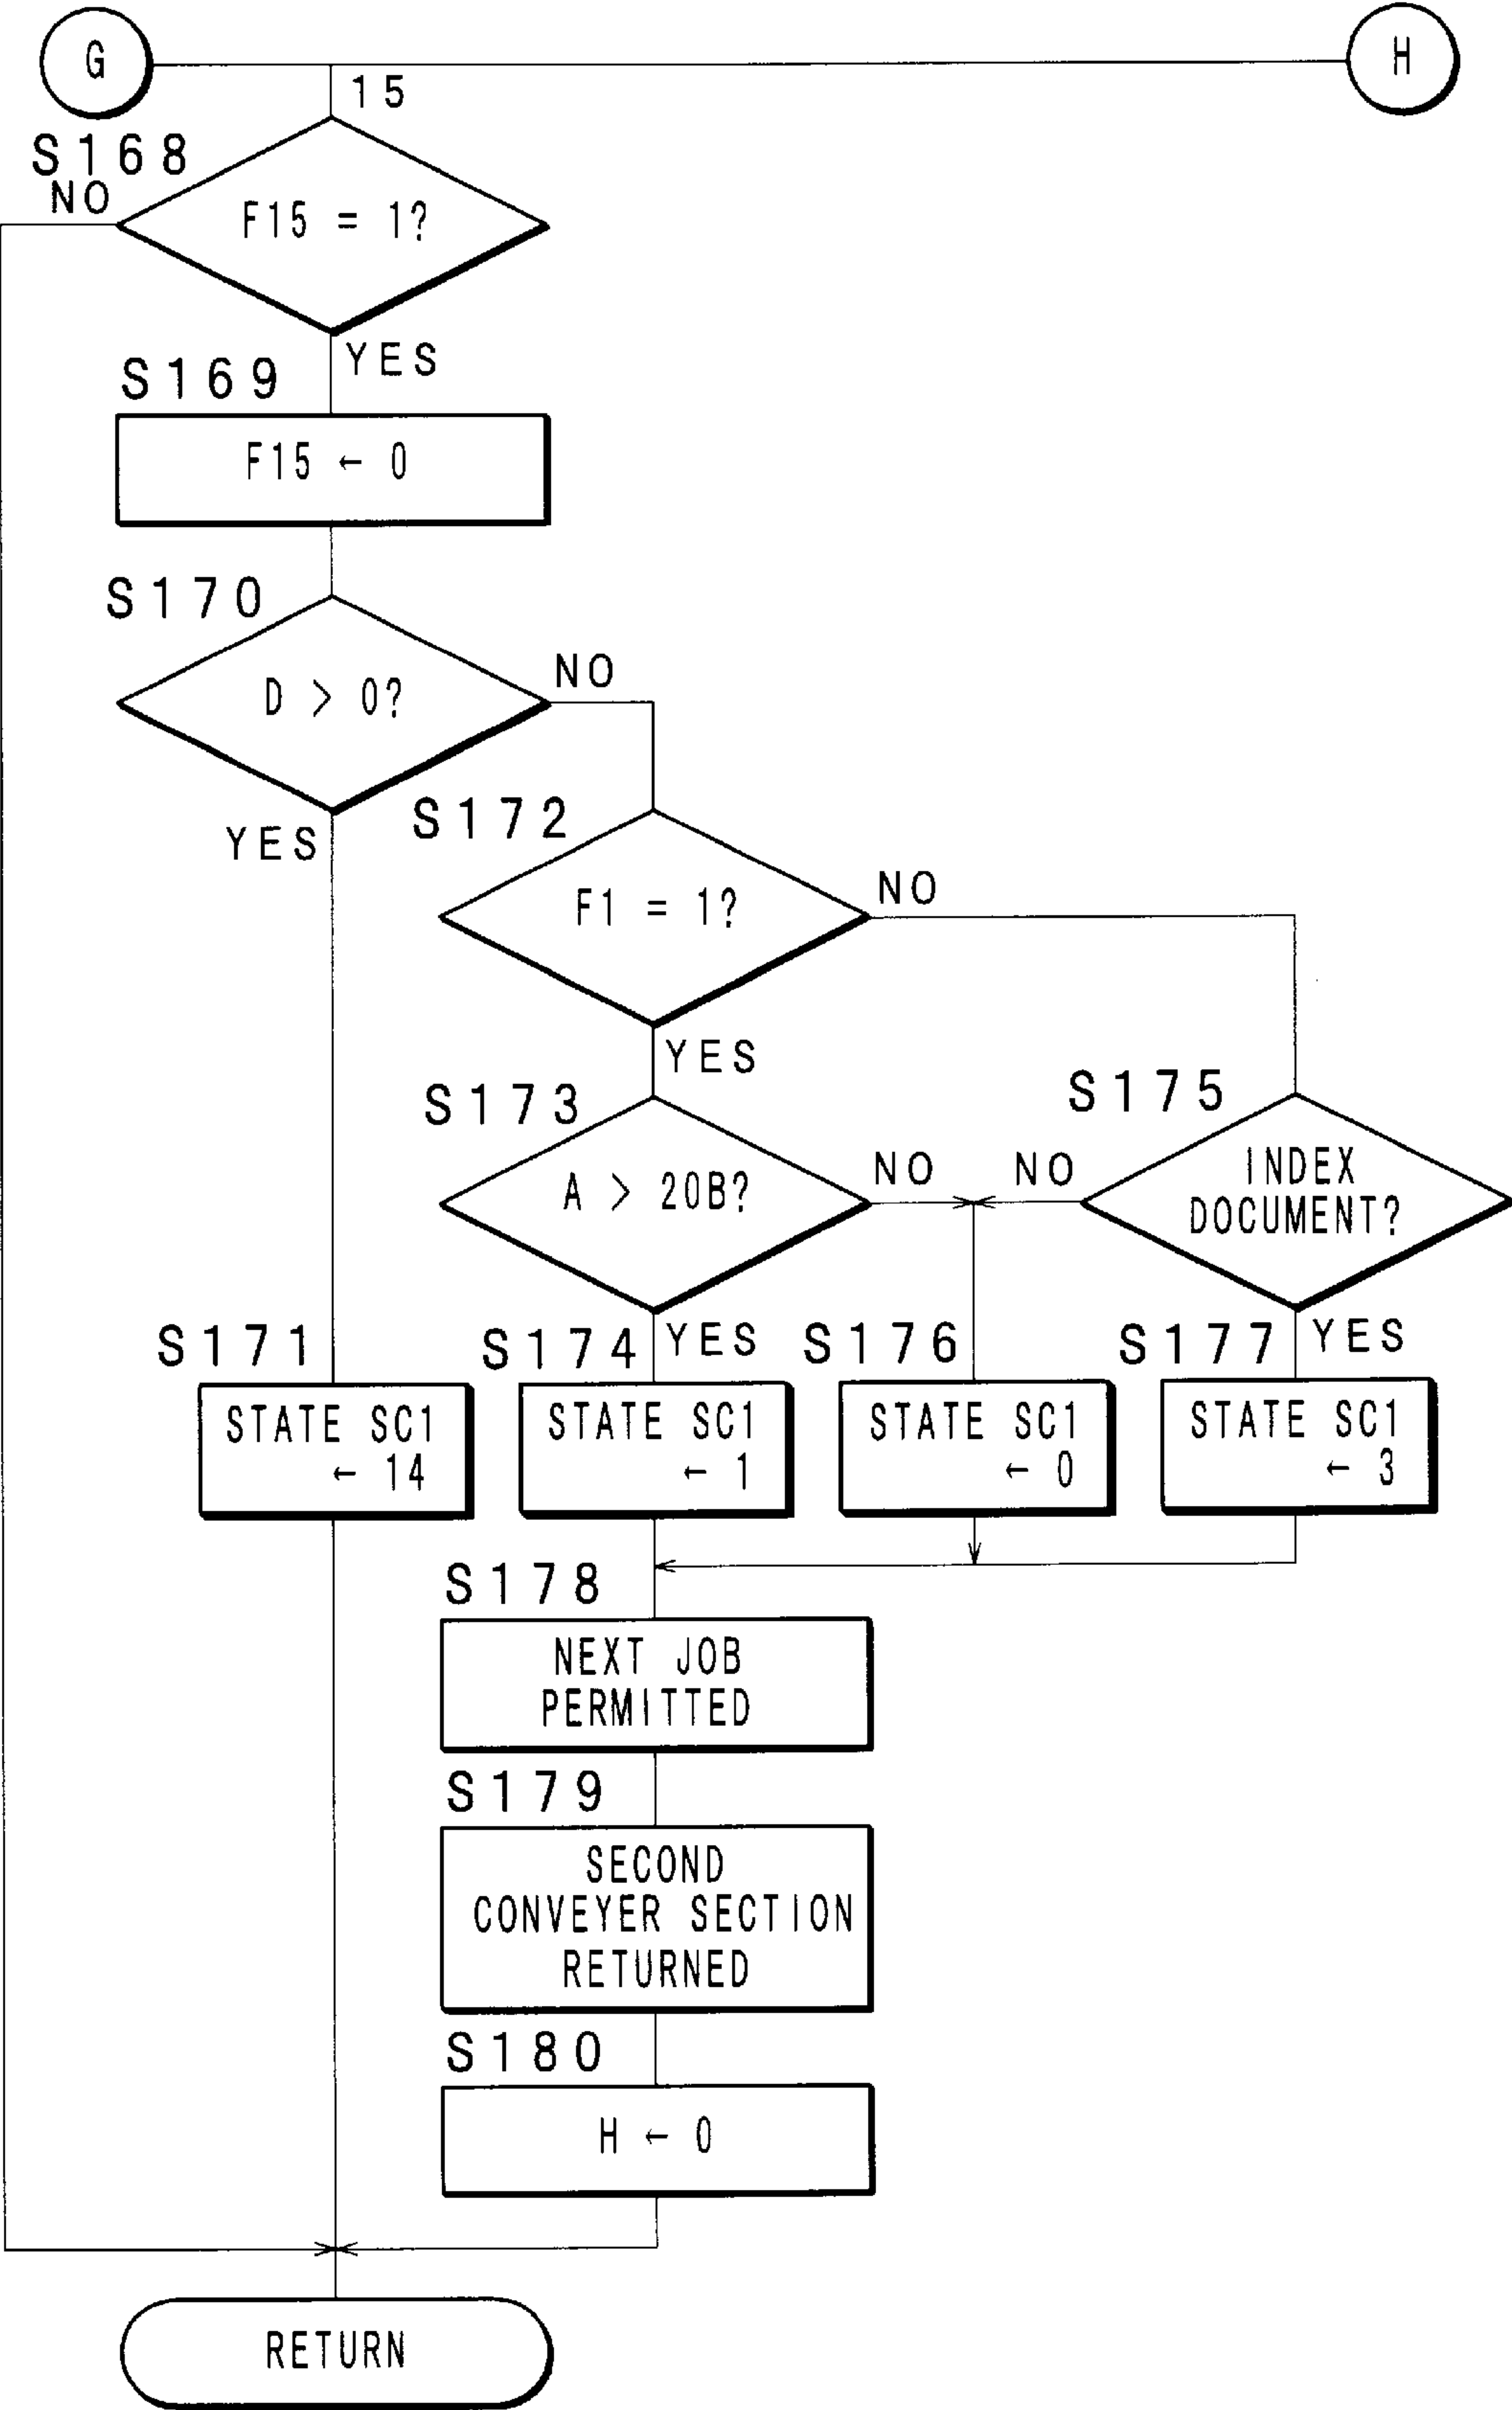 G
H
15
S168
NO
F15 = 1?
YES
S169
F15 ← 0
S170
D > 0?
NO
YES
S172
F1 = 1?
NO
YES
S173
A > 20B?
NO
NO
S175
INDEX
DOCUMENT?
YES
YES
S171
STATE SC1
← 14
S174
STATE SC1
← 1
S176
STATE SC1
← 0
S177
STATE SC1
← 3
S178
NEXT JOB
PERMITTED
S179
SECOND
CONVEYER SECTION
RETURNED
S180
H ← 0
RETURN